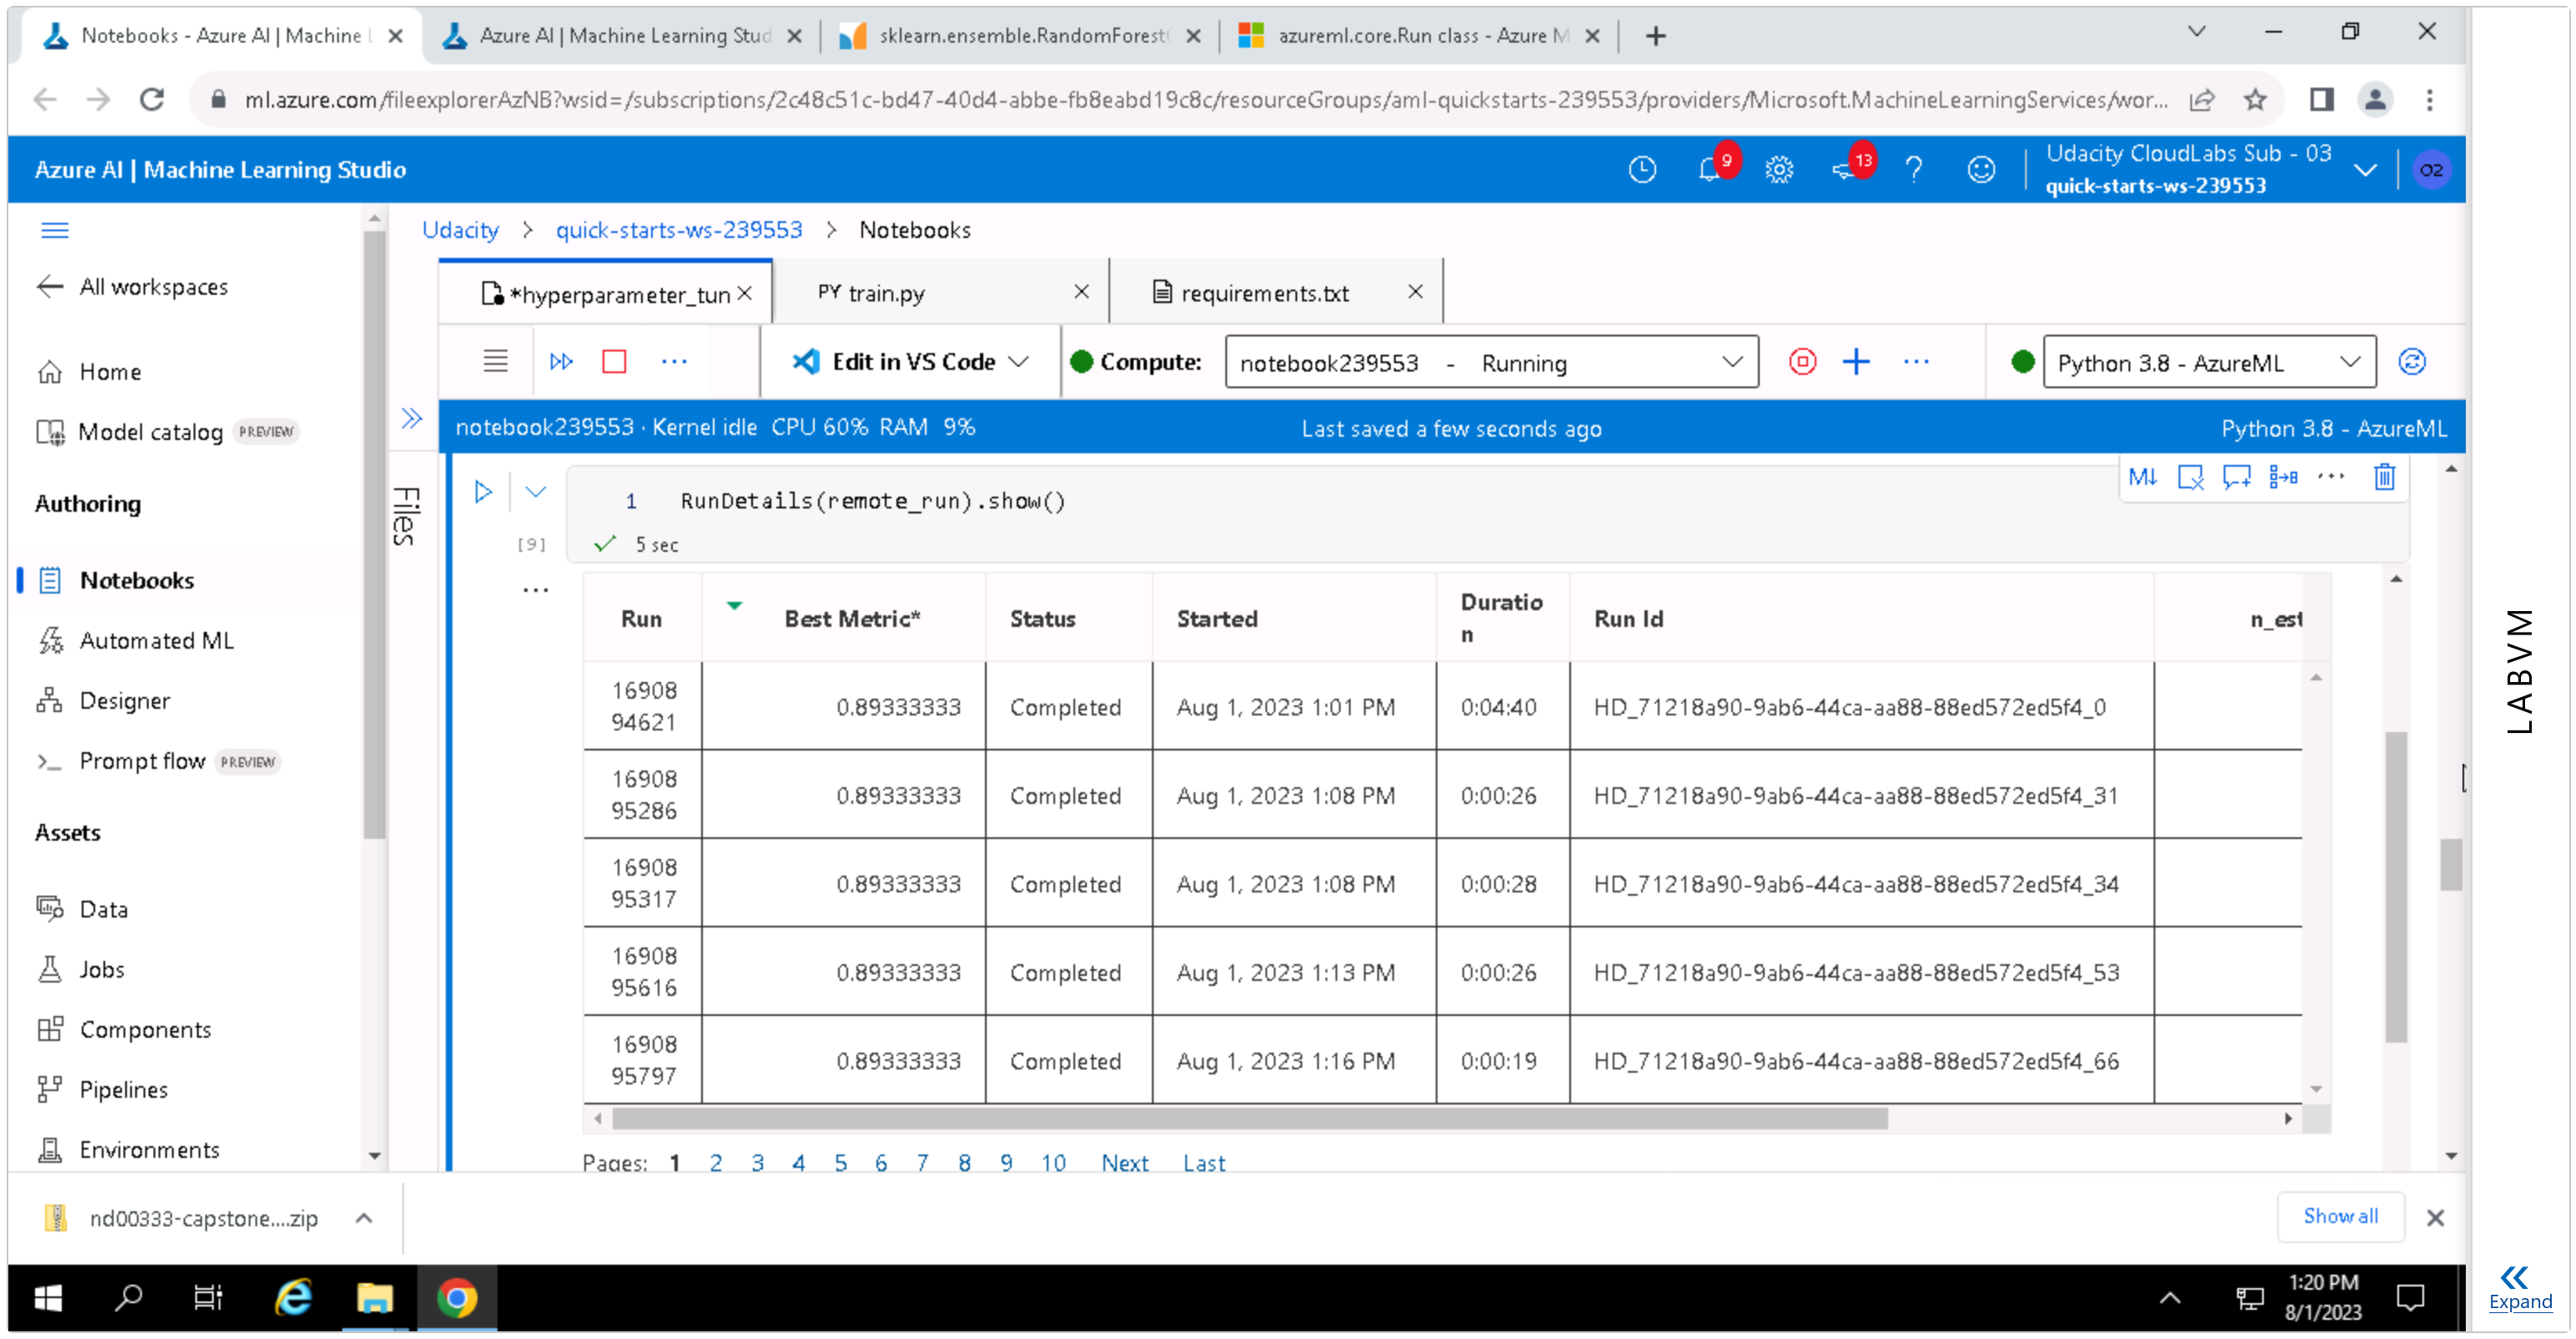 Notebooks - Azure AI | Machine L
Azure AI | Machine Learning Stud
sklearn.ensemble.RandomForest
azureml.core.Run class - Azure M
ml.azure.com/fileexplorerAzNB?wsid=/subscriptions/2c48c51c-bd47-40d4-abbe-fb8eabd19c8c/resourceGroups/aml-quickstarts-239553/providers/Microsoft.MachineLearningServices/wor...
Azure AI | Machine Learning Studio
9
13
Udacity CloudLabs Sub - 03
quick-starts-ws-239553
O2
Udacity > quick-starts-ws-239553 > Notebooks
All workspaces
Home
Model catalog PREVIEW
Authoring
Notebooks
Automated ML
Designer
Prompt flow PREVIEW
Assets
Data
Jobs
Components
Pipelines
Environments
Files
*hyperparameter_tun
PY train.py
requirements.txt
Edit in VS Code
Compute:
notebook239553 - Running
Python 3.8 - AzureML
notebook239553 · Kernel idle CPU 60% RAM 9%
Last saved a few seconds ago
Python 3.8 - AzureML
1 RunDetails(remote_run).show()
[9]
5 sec
M↓
Run Best Metric* Status Started Duratio
n Run Id n_est
16908
94621 0.89333333 Completed Aug 1, 2023 1:01 PM 0:04:40 HD_71218a90-9ab6-44ca-aa88-88ed572ed5f4_0
16908
95286 0.89333333 Completed Aug 1, 2023 1:08 PM 0:00:26 HD_71218a90-9ab6-44ca-aa88-88ed572ed5f4_31
16908
95317 0.89333333 Completed Aug 1, 2023 1:08 PM 0:00:28 HD_71218a90-9ab6-44ca-aa88-88ed572ed5f4_34
16908
95616 0.89333333 Completed Aug 1, 2023 1:13 PM 0:00:26 HD_71218a90-9ab6-44ca-aa88-88ed572ed5f4_53
16908
95797 0.89333333 Completed Aug 1, 2023 1:16 PM 0:00:19 HD_71218a90-9ab6-44ca-aa88-88ed572ed5f4_66
Pages: 1 2 3 4 5 6 7 8 9 10 Next Last
nd00333-capstone....zip
Show all
1:20 PM
8/1/2023
LABVM
Expand